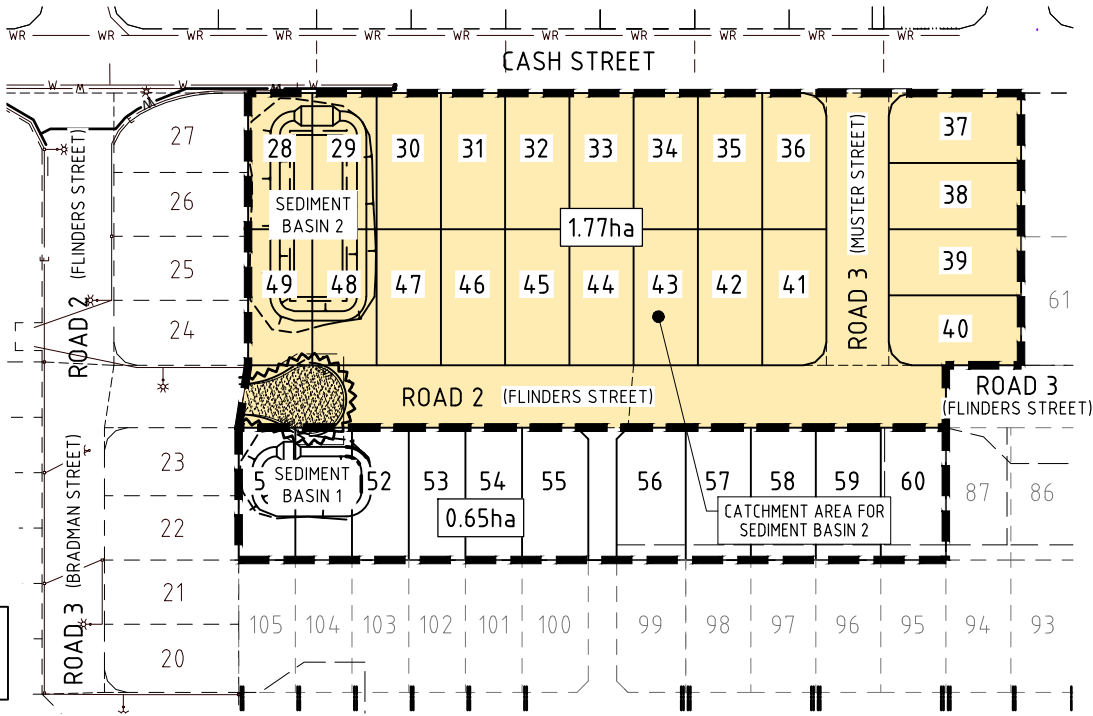 WR WR WR WR WR WR WR WR WR WR WR
CASH STREET
W W W W
27
28 29 30 31 32 33 34 35 36
37
26
38
SEDIMENT
BASIN 2
1.77ha
ROAD 2 (FLINDERS STREET)
ROAD 3 (MUSTER STREET)
25
39
49 48 47 46 45 44 43 42 41
61
24
40
ROAD 2 (FLINDERS STREET)
ROAD 3
(FLINDERS STREET)
23
5 52 53 54 55 56 57 58 59 60
87 86
SEDIMENT
BASIN 1
0.65ha
CATCHMENT AREA FOR
SEDIMENT BASIN 2
22
ROAD 3 (BRADMAN STREET)
21
20
105 104 103 102 101 100 99 98 97 96 95 94 93